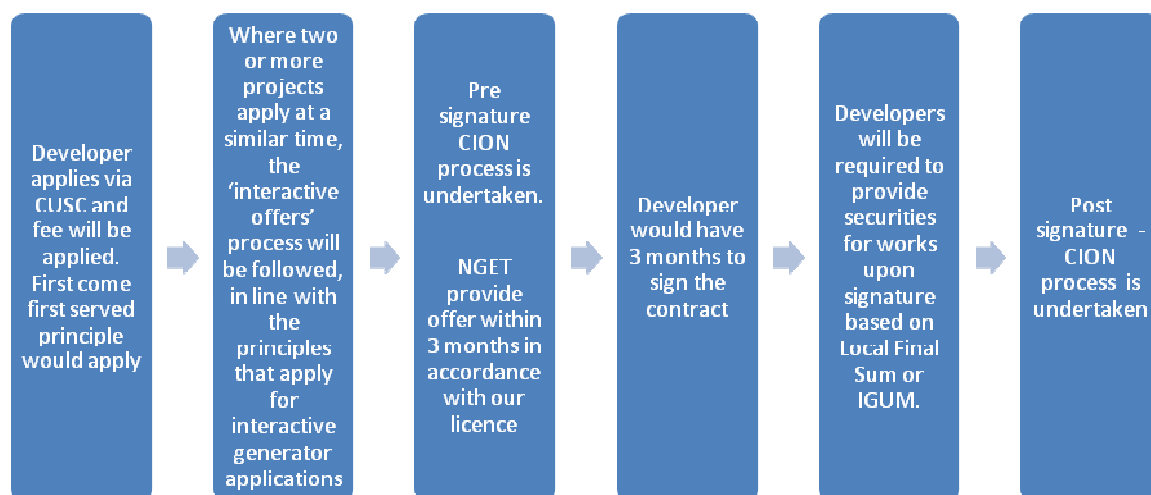 Developer
applies via
CUSC and
fee will be
applied.
First come
first served
principle
would apply
Where two
or more
projects
apply at a
similar time,
the
‘interactive
offers’
process will
be followed,
in line with
the
principles
that apply
for
interactive
generator
applications
Pre
signature
CION
process is
undertaken.
NGET
provide
offer within
3 months in
accordance
with our
licence
Developer
would have
3 months to
sign the
contract
Developers
will be
required to
provide
securities
for works
upon
signature
based on
Local Final
Sum or
IGUM.
Post
signature -
CION
process is
undertaken